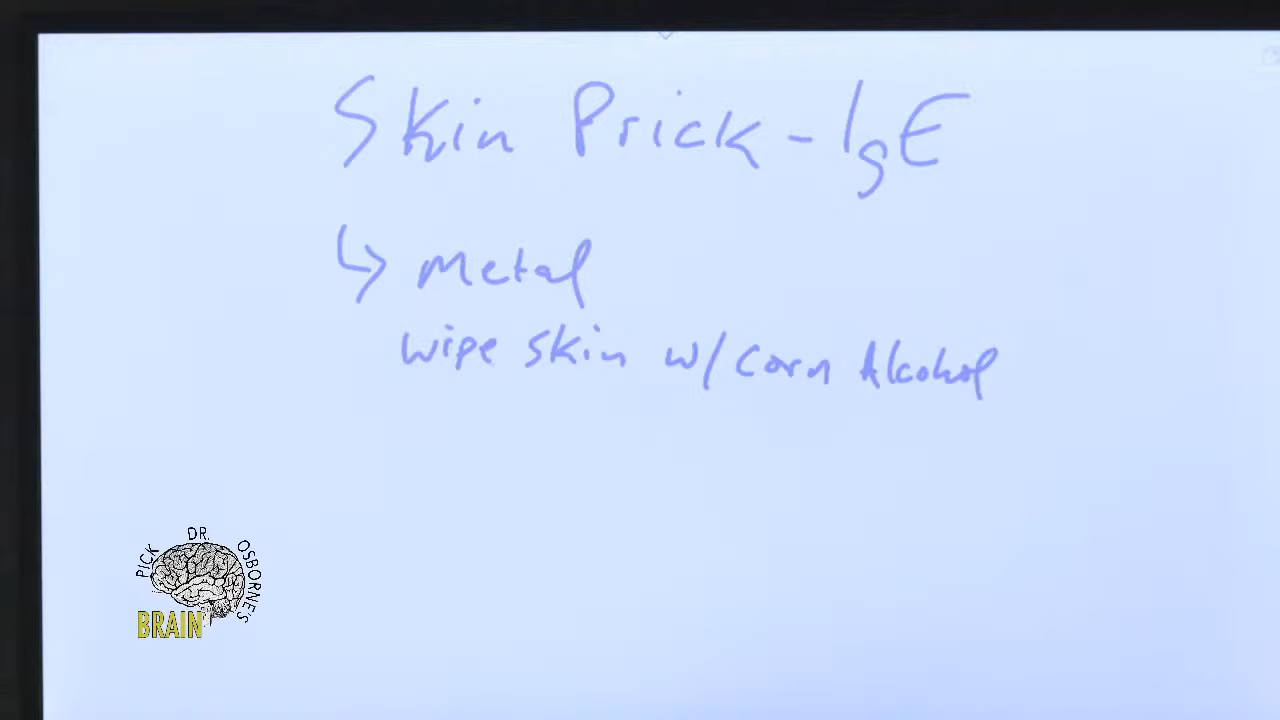 Skin Prick - IgE
↳ Metal
wipe skin w/ corn Alcohol
PICK DR. OSBORNE'S
BRAIN